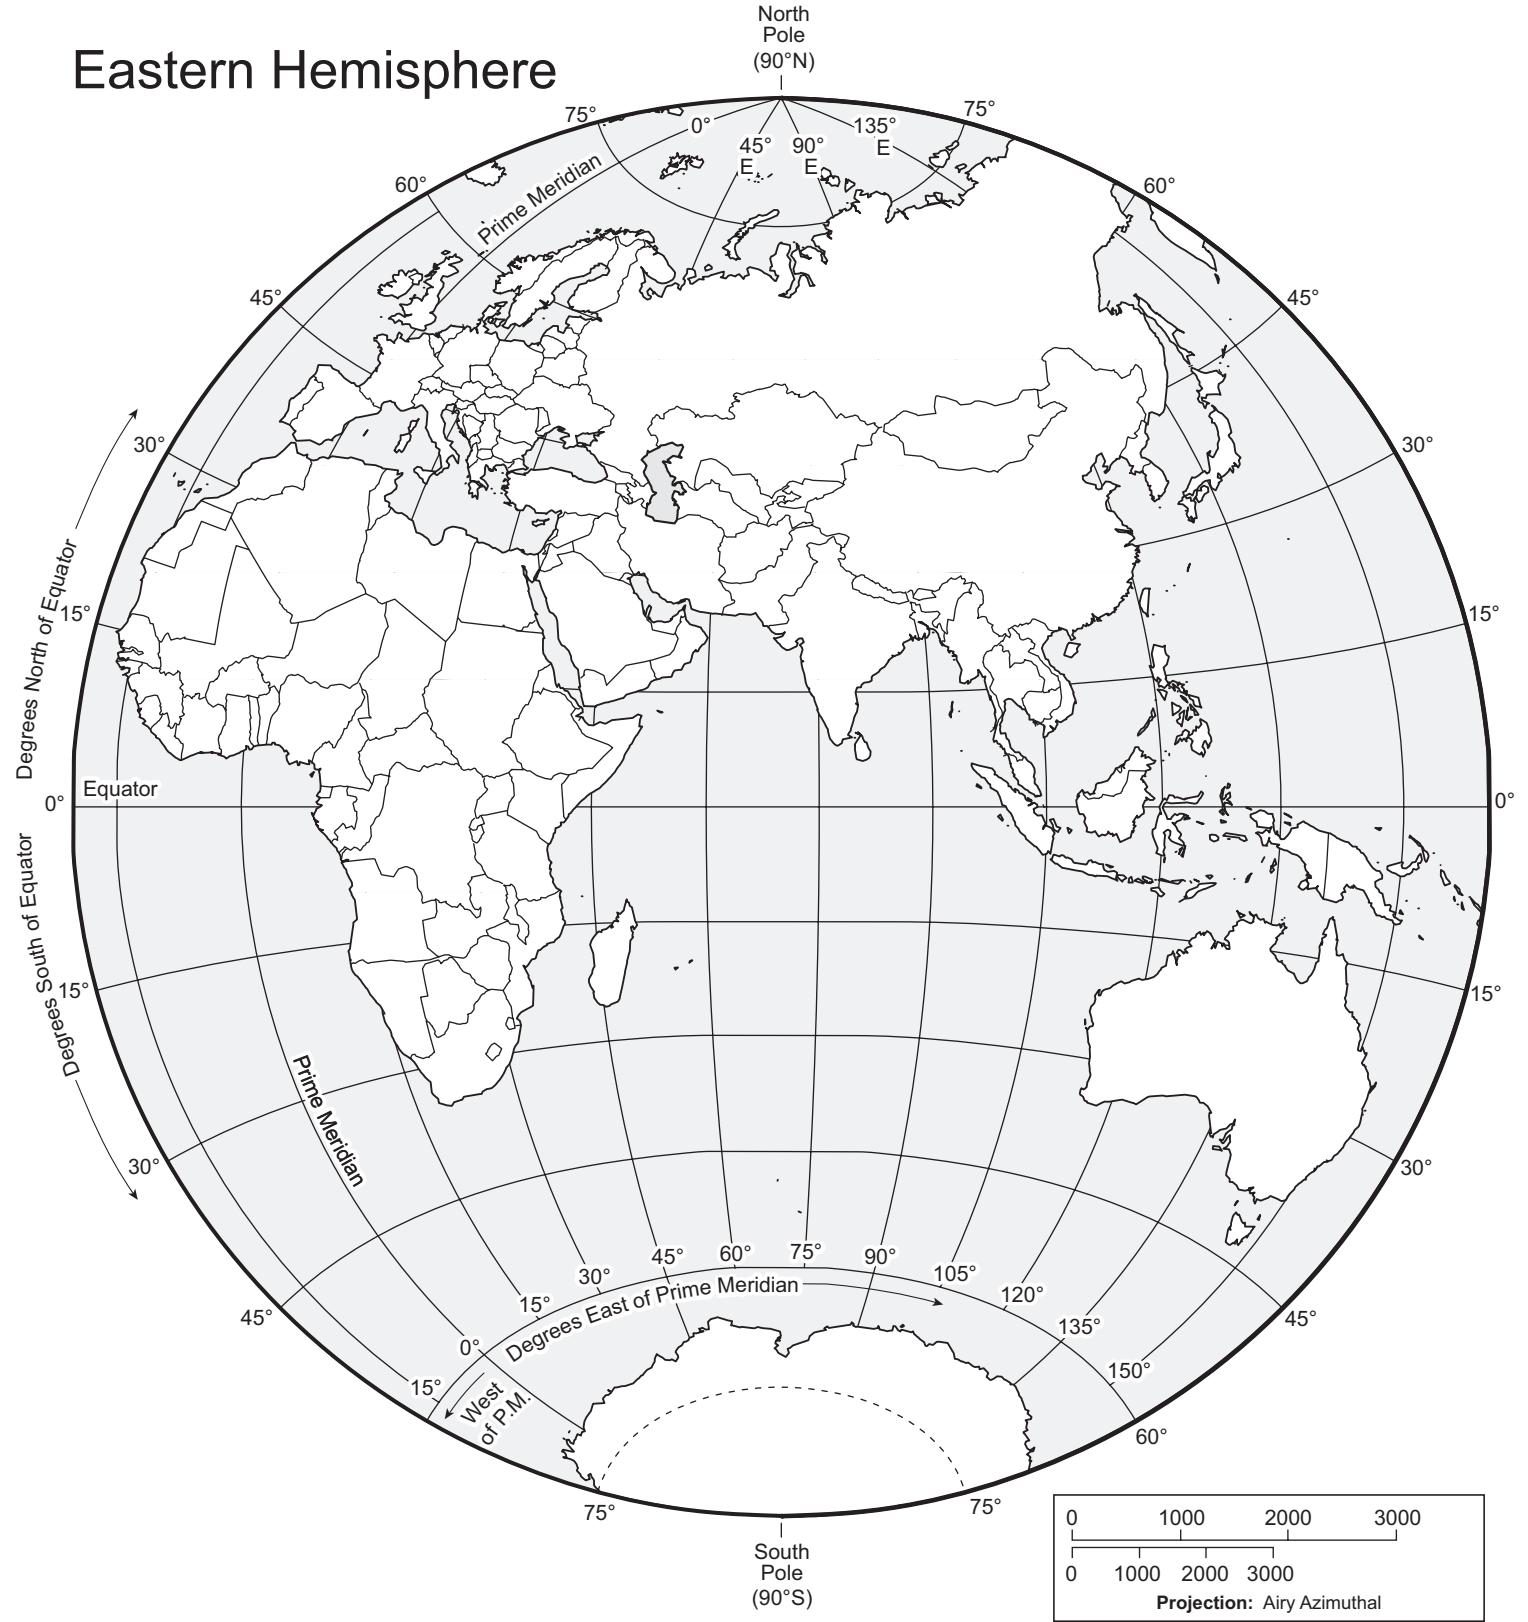 North
Pole
(90°N)
Eastern Hemisphere
75°
0°
45°
E
90°
E
135°
E
75°
60°
Prime Meridian
60°
45°
45°
30°
30°
Degrees North of Equator
15°
15°
Equator
0°
0°
Degrees South of Equator
15°
15°
Prime Meridian
30°
30°
45°
60°
75°
90°
30°
105°
15°
Degrees East of Prime Meridian
120°
45°
135°
45°
0°
150°
15°
West
of P.M.
60°
75°
75°
South
Pole
(90°S)
0 1000 2000 3000
0 1000 2000 3000
Projection: Airy Azimuthal